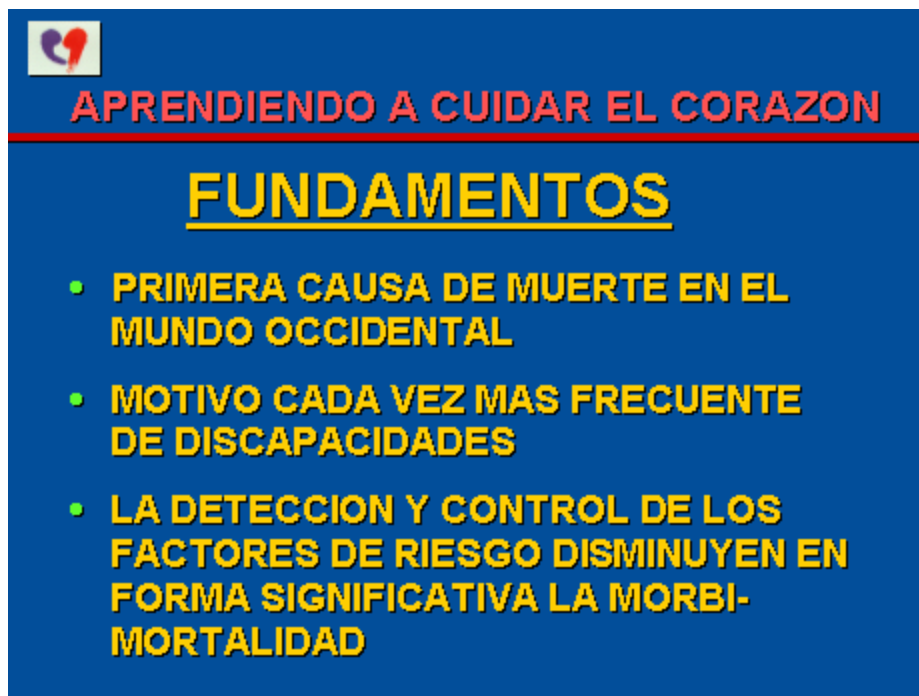 APRENDIENDO A CUIDAR EL CORAZON
FUNDAMENTOS
• PRIMERA CAUSA DE MUERTE EN EL
MUNDO OCCIDENTAL
• MOTIVO CADA VEZ MAS FRECUENTE
DE DISCAPACIDADES
• LA DETECCION Y CONTROL DE LOS
FACTORES DE RIESGO DISMINUYEN EN
FORMA SIGNIFICATIVA LA MORBI-
MORTALIDAD